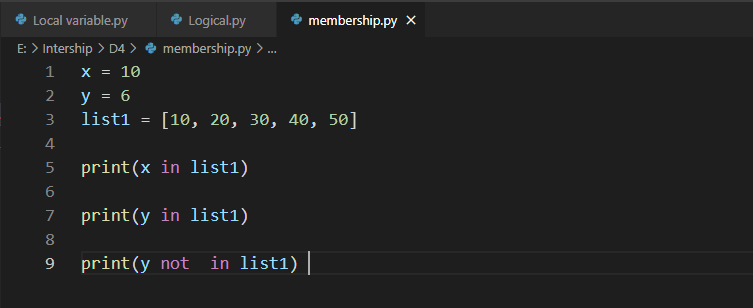 Local variable.py Logical.py membership.py ×
E: > Intership > D4 > membership.py > ...
1 x = 10
2 y = 6
3 list1 = [10, 20, 30, 40, 50]
4
5 print(x in list1)
6
7 print(y in list1)
8
9 print(y not  in list1)